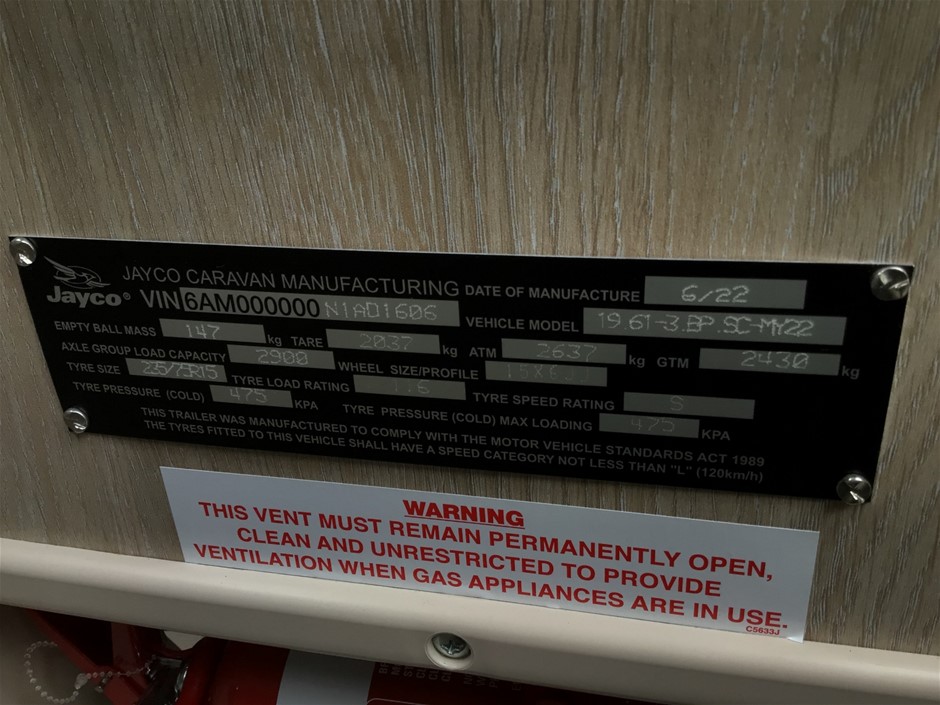 JAYCO CARAVAN MANUFACTURING DATE OF MANUFACTURE 6/22
Jayco® VIN 6AM000000N1AD1606 VEHICLE MODEL 19.61-3.BP.SC-MY22
EMPTY BALL MASS 147 kg TARE 2037 kg ATM 2637 kg GTM 2430 kg
AXLE GROUP LOAD CAPACITY 2900 WHEEL SIZE/PROFILE
TYRE SIZE TYRE LOAD RATING TYRE SPEED RATING S
TYRE PRESSURE (COLD) 475 KPA TYRE PRESSURE (COLD) MAX LOADING 475 KPA
THIS TRAILER WAS MANUFACTURED TO COMPLY WITH THE MOTOR VEHICLE STANDARDS ACT 1989
THE TYRES FITTED TO THIS VEHICLE SHALL HAVE A SPEED CATEGORY NOT LESS THAN "L" (120km/h)
WARNING
THIS VENT MUST REMAIN PERMANENTLY OPEN,
CLEAN AND UNRESTRICTED TO PROVIDE
VENTILATION WHEN GAS APPLIANCES ARE IN USE.
C5633J